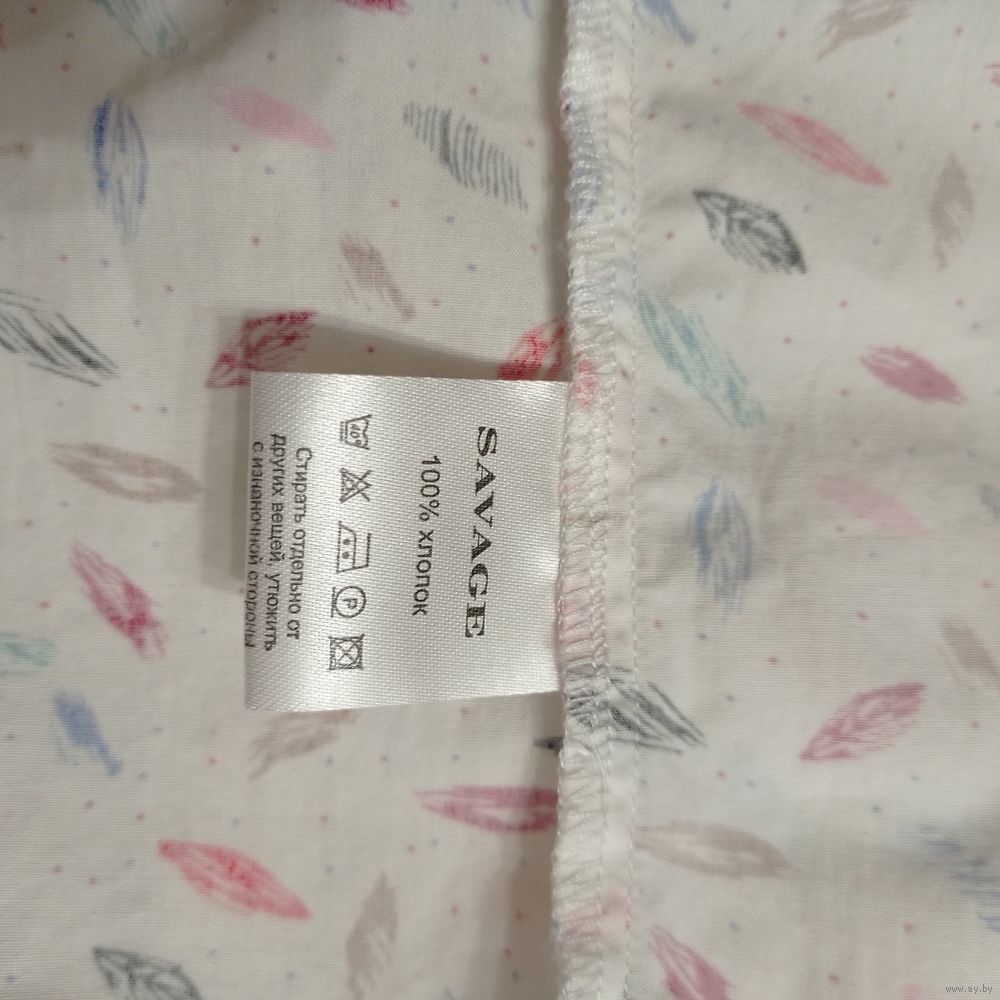 SAVAGE
100% хлопок
40°
P
Стирать отдельно от
других вещей, утюжить
с изнаночной стороны
www.ay.by